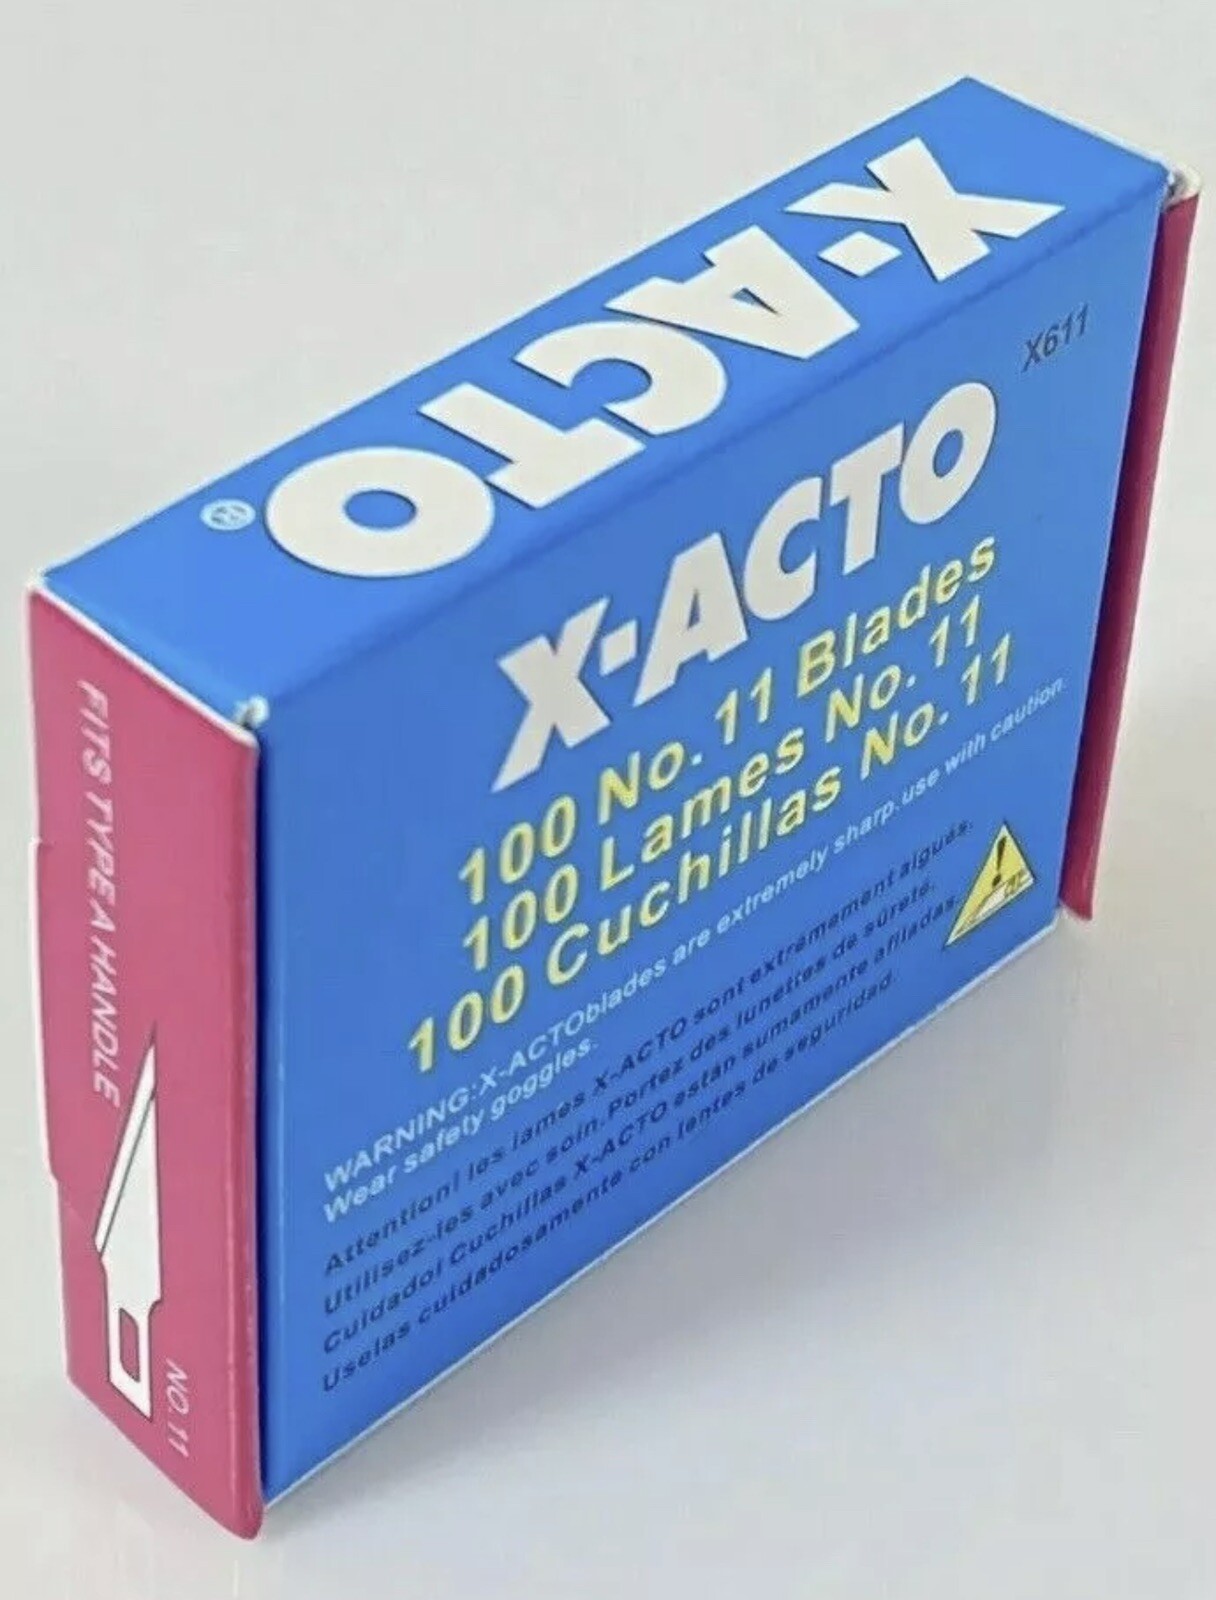 X-ACTO®
X611
X-ACTO
100 No. 11 Blades
100 Lames No. 11
100 Cuchillas No. 11
WARNING:X-ACTOblades are extremely sharp,use with caution.
Wear safety goggles.
Attention! les lames X-ACTO sont extrêmement aiguës.
Utilisez-les avec soin.Portez des lunettes de sûreté.
Cuidado! Cuchillas X-ACTO están sumamente afiladas.
Uselas cuidadosamente con lentes de seguridad.
FITS TYPE A HANDLE
NO. 11